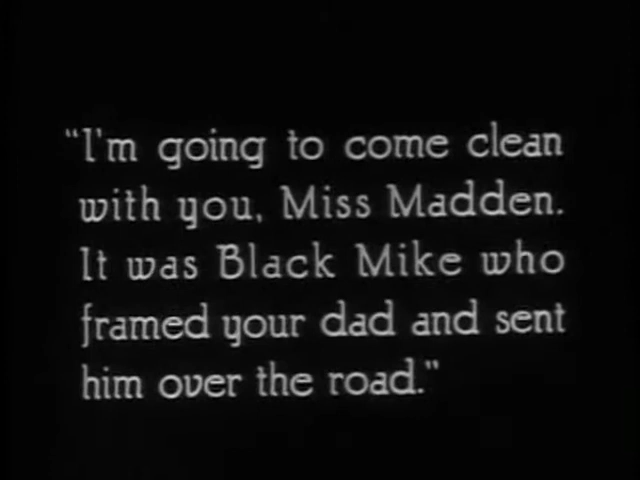 "I'm going to come clean
with you, Miss Madden.
It was Black Mike who
framed your dad and sent
him over the road."